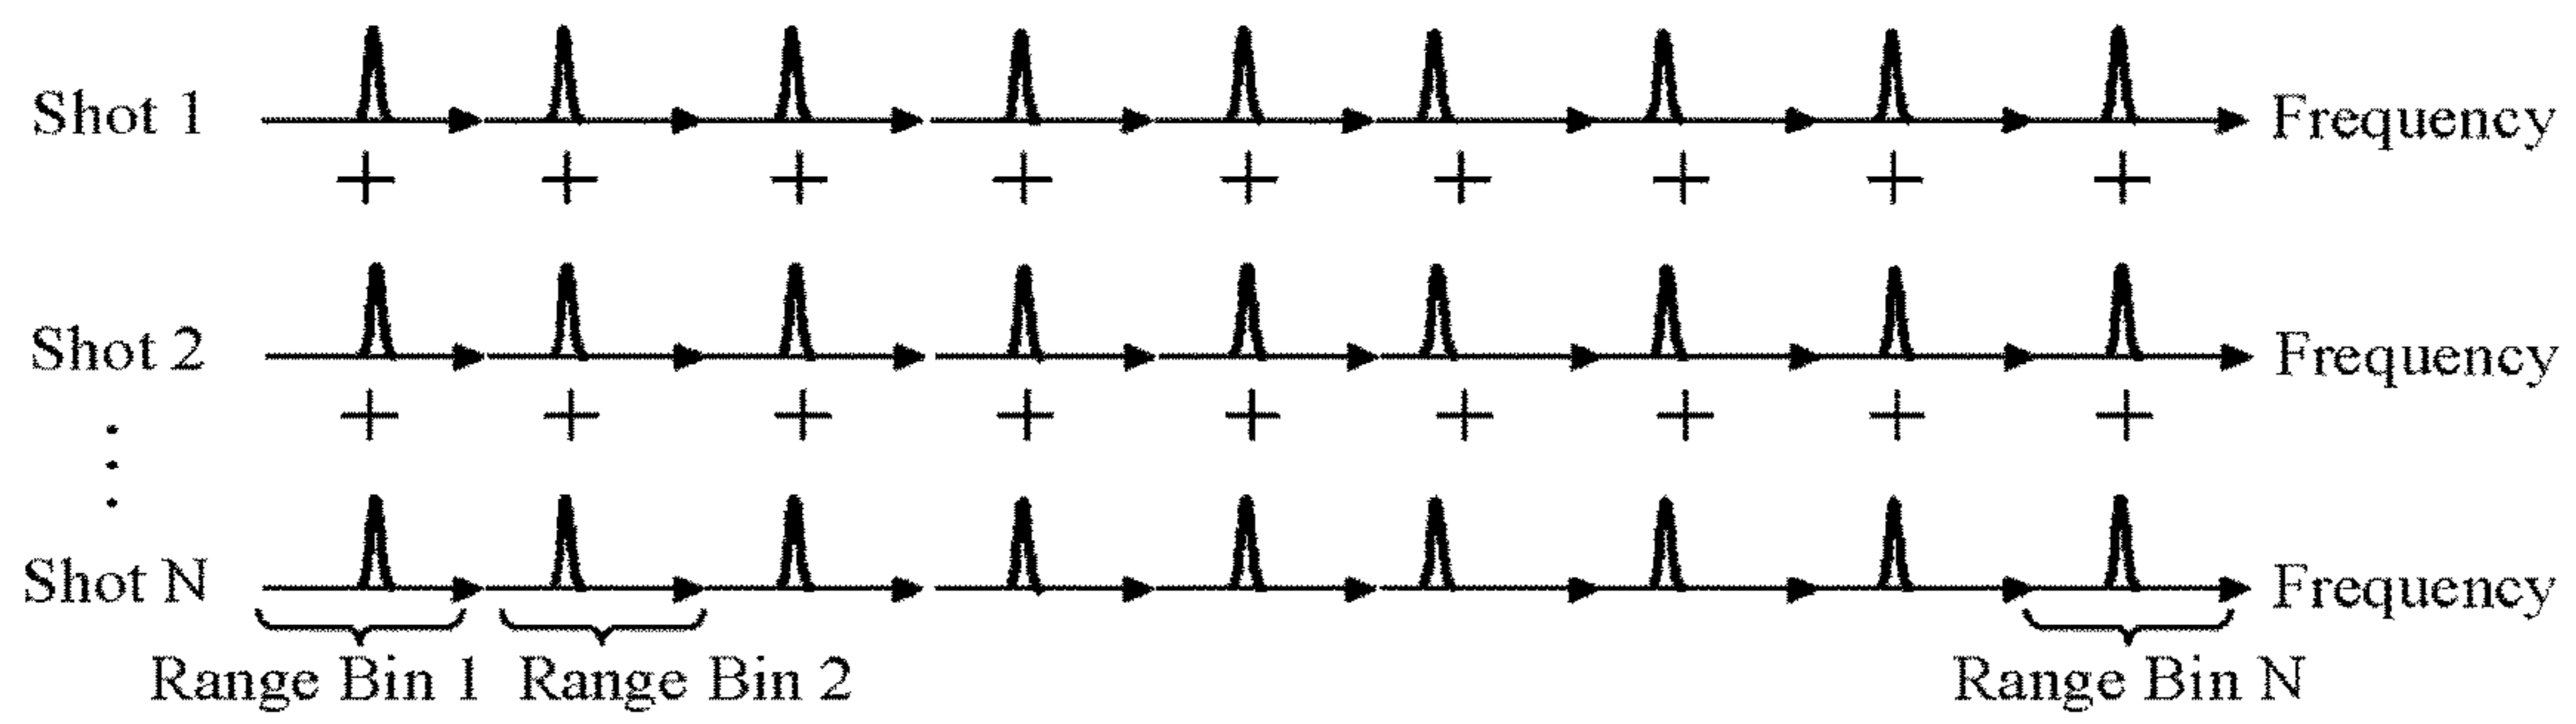 Shot 1 Frequency
+ + + + + + + + +
Shot 2 Frequency
+ + + + + + + + +
Shot N Frequency
Range Bin 1 Range Bin 2 Range Bin N